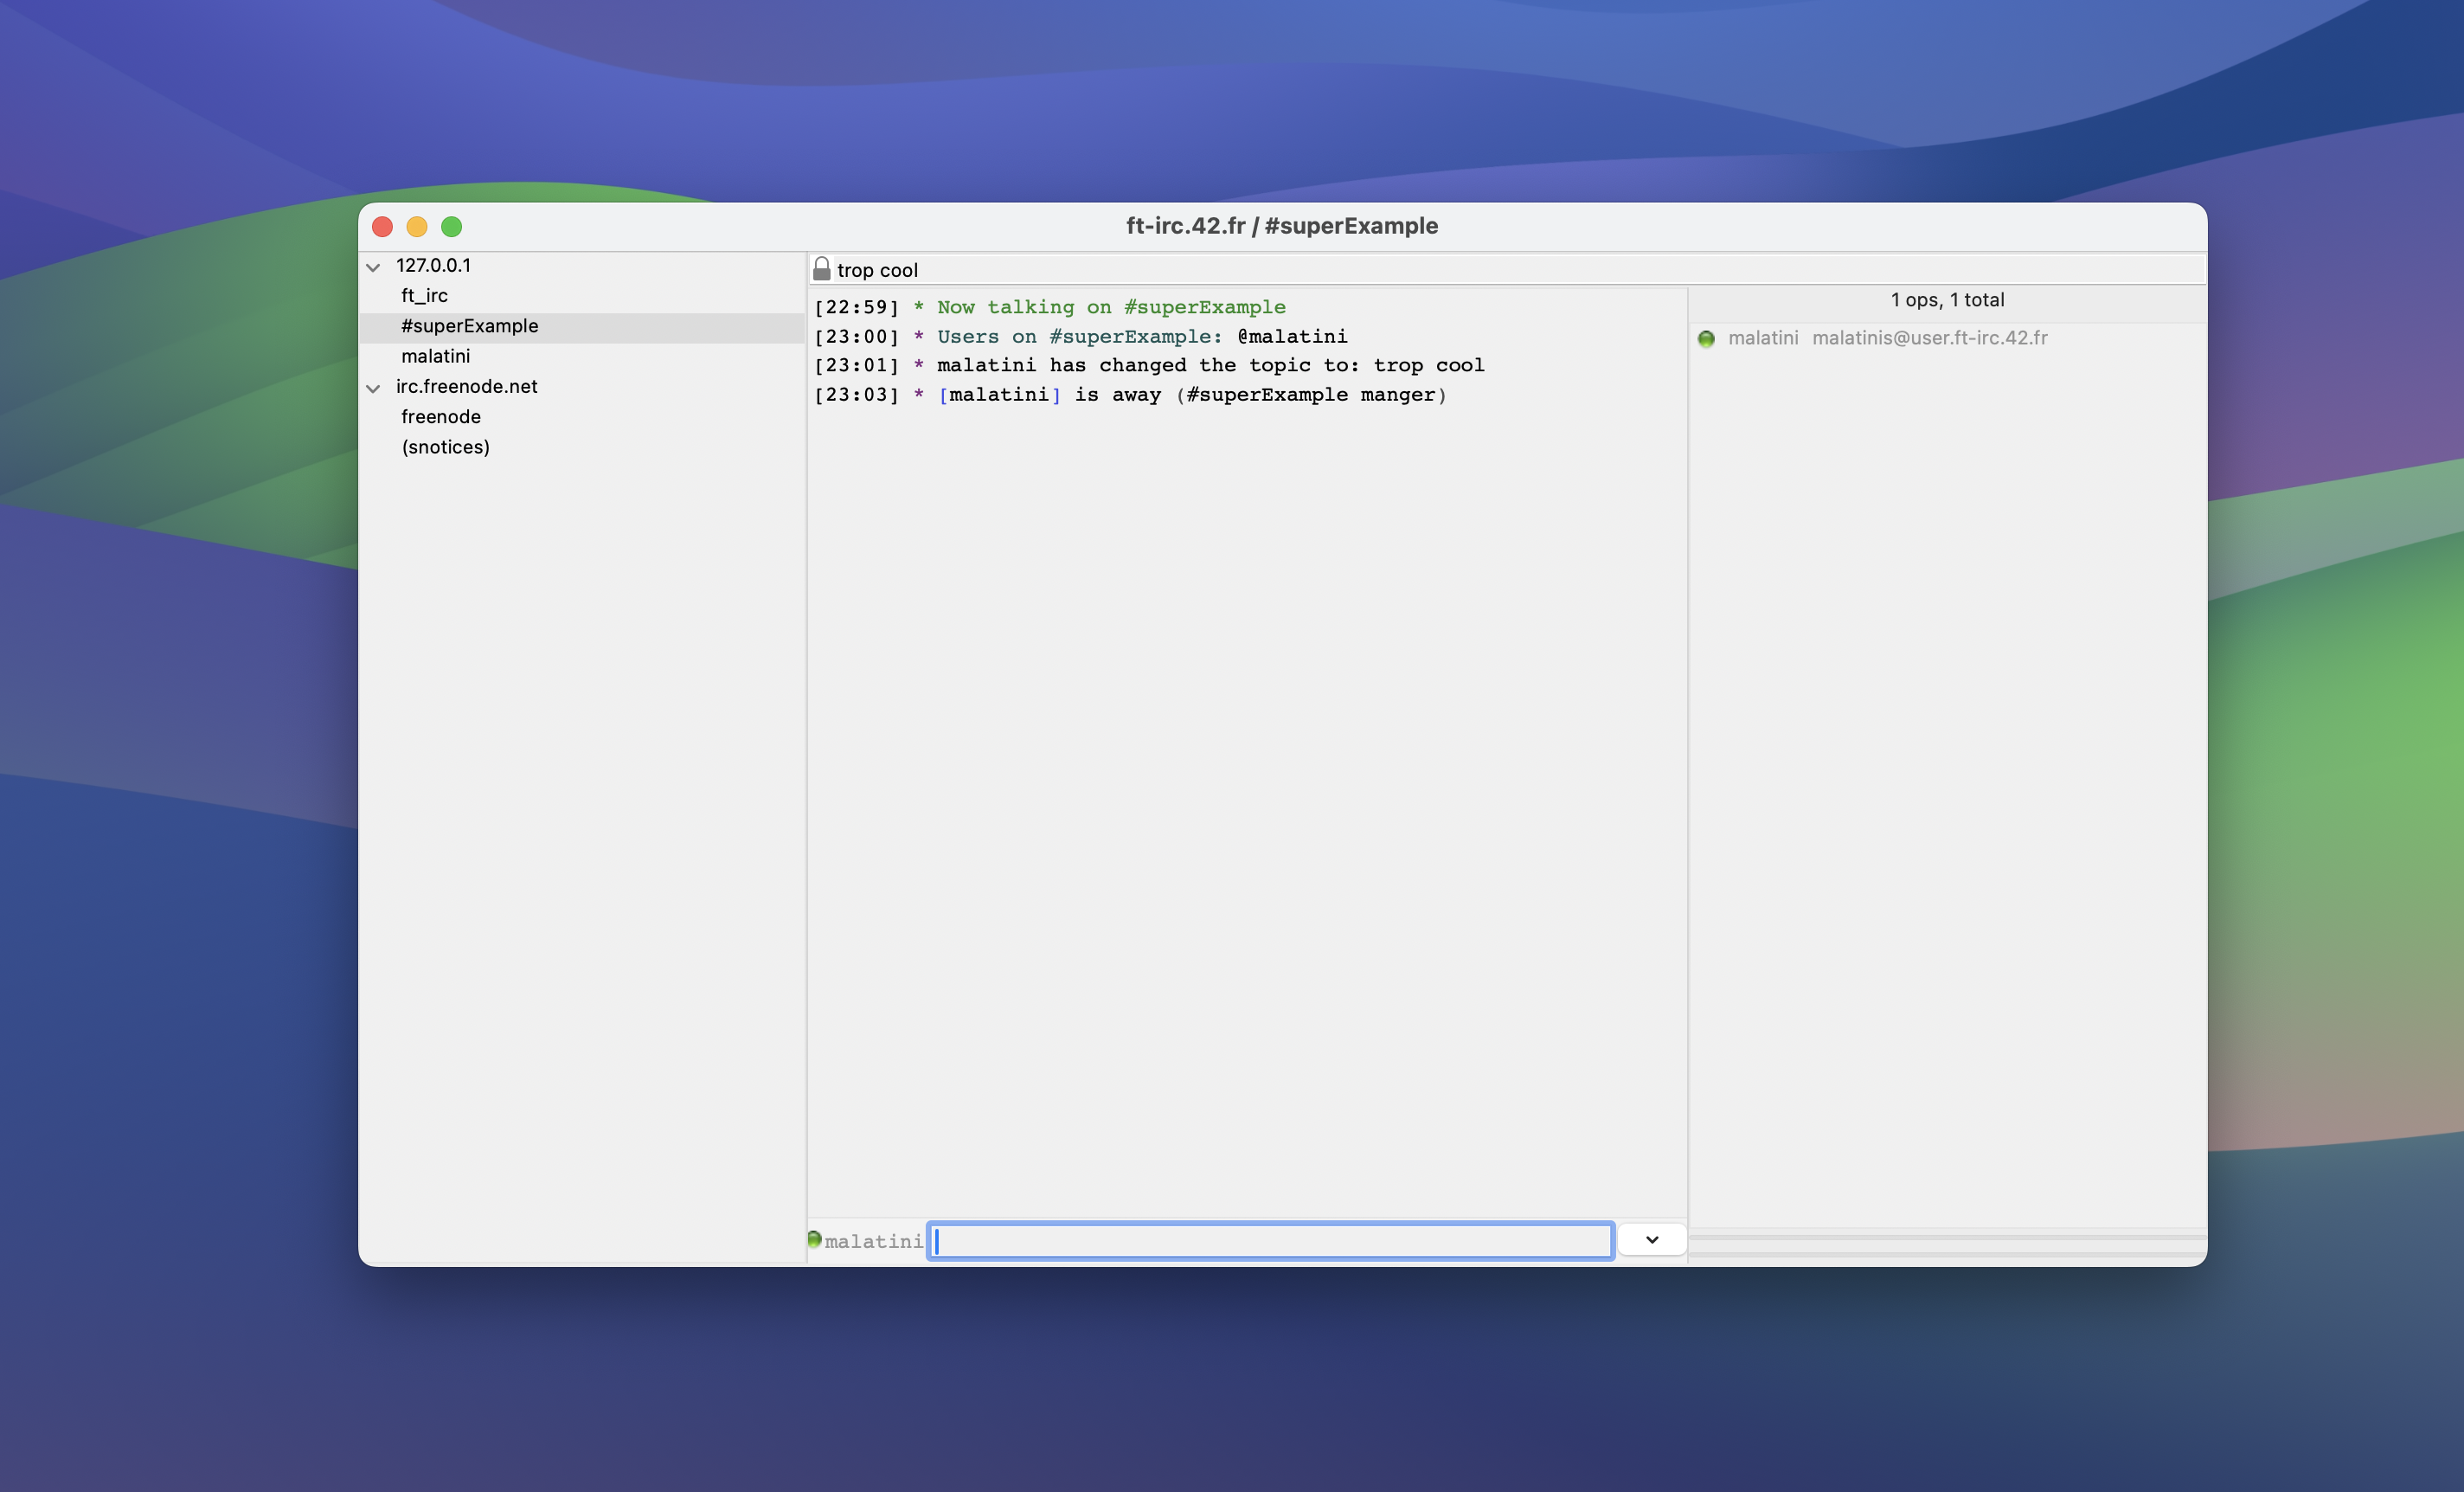 ft-irc.42.fr / #superExample
127.0.0.1
ft_irc
#superExample
malatini
irc.freenode.net
freenode
(snotices)
trop cool
[22:59] * Now talking on #superExample
[23:00] * Users on #superExample: @malatini
[23:01] * malatini has changed the topic to: trop cool
[23:03] * [malatini] is away (#superExample manger)
malatini
1 ops, 1 total
malatini malatinis@user.ft-irc.42.fr